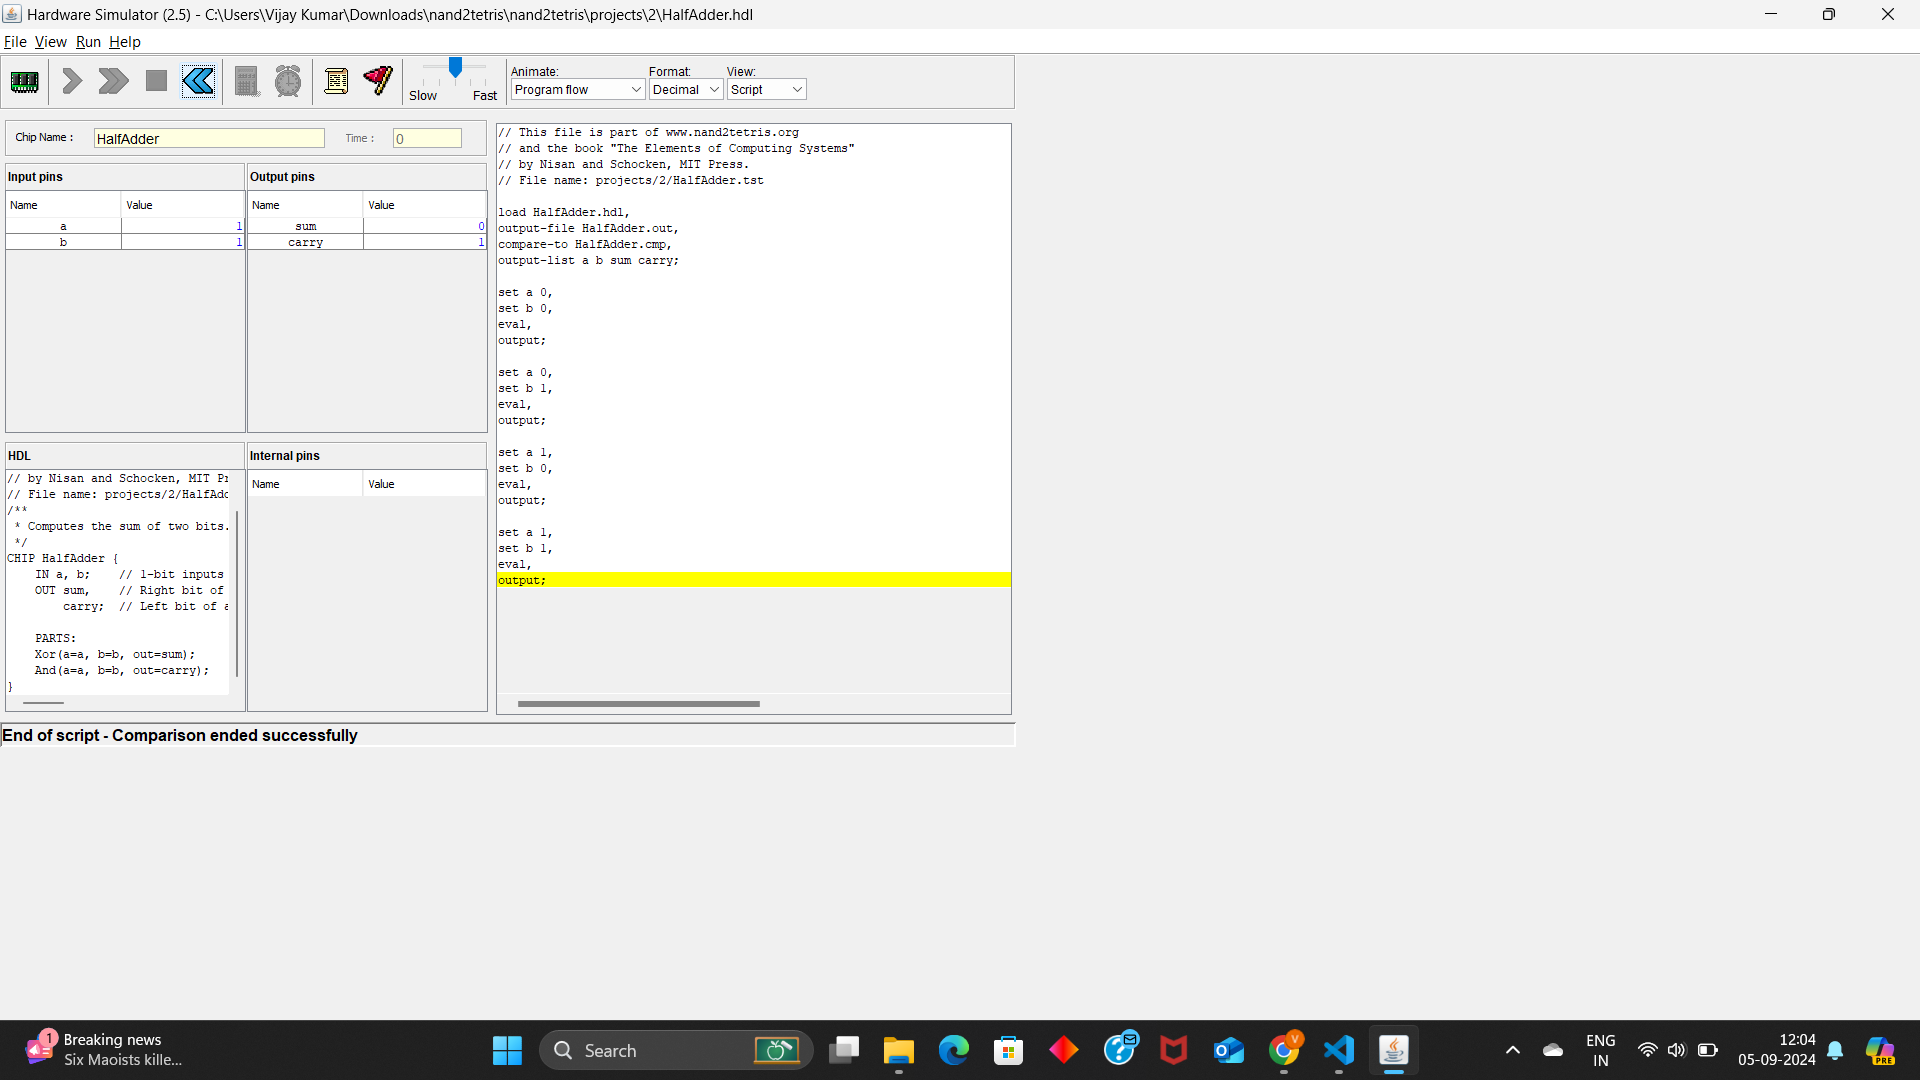 Hardware Simulator (2.5) - C:\Users\Vijay Kumar\Downloads\nand2tetris\nand2tetris\projects\2\HalfAdder.hdl
File View Run Help
Slow Fast
Animate:
Program flow
Format:
Decimal
View:
Script
Chip Name : HalfAdder Time : 0
Input pins
Name Value
a 1
b 1
Output pins
Name Value
sum 0
carry 1
HDL
// by Nisan and Schocken, MIT Pr
// File name: projects/2/HalfAdd
/**
* Computes the sum of two bits.
*/
CHIP HalfAdder {
IN a, b; // 1-bit inputs
OUT sum, // Right bit of
carry; // Left bit of a
PARTS:
Xor(a=a, b=b, out=sum);
And(a=a, b=b, out=carry);
}
Internal pins
Name Value
// This file is part of www.nand2tetris.org
// and the book "The Elements of Computing Systems"
// by Nisan and Schocken, MIT Press.
// File name: projects/2/HalfAdder.tst
load HalfAdder.hdl,
output-file HalfAdder.out,
compare-to HalfAdder.cmp,
output-list a b sum carry;
set a 0,
set b 0,
eval,
output;
set a 0,
set b 1,
eval,
output;
set a 1,
set b 0,
eval,
output;
set a 1,
set b 1,
eval,
output;
End of script - Comparison ended successfully
1
Breaking news
Six Maoists kille...
Search
V
ENG
IN
12:04
05-09-2024
PRE